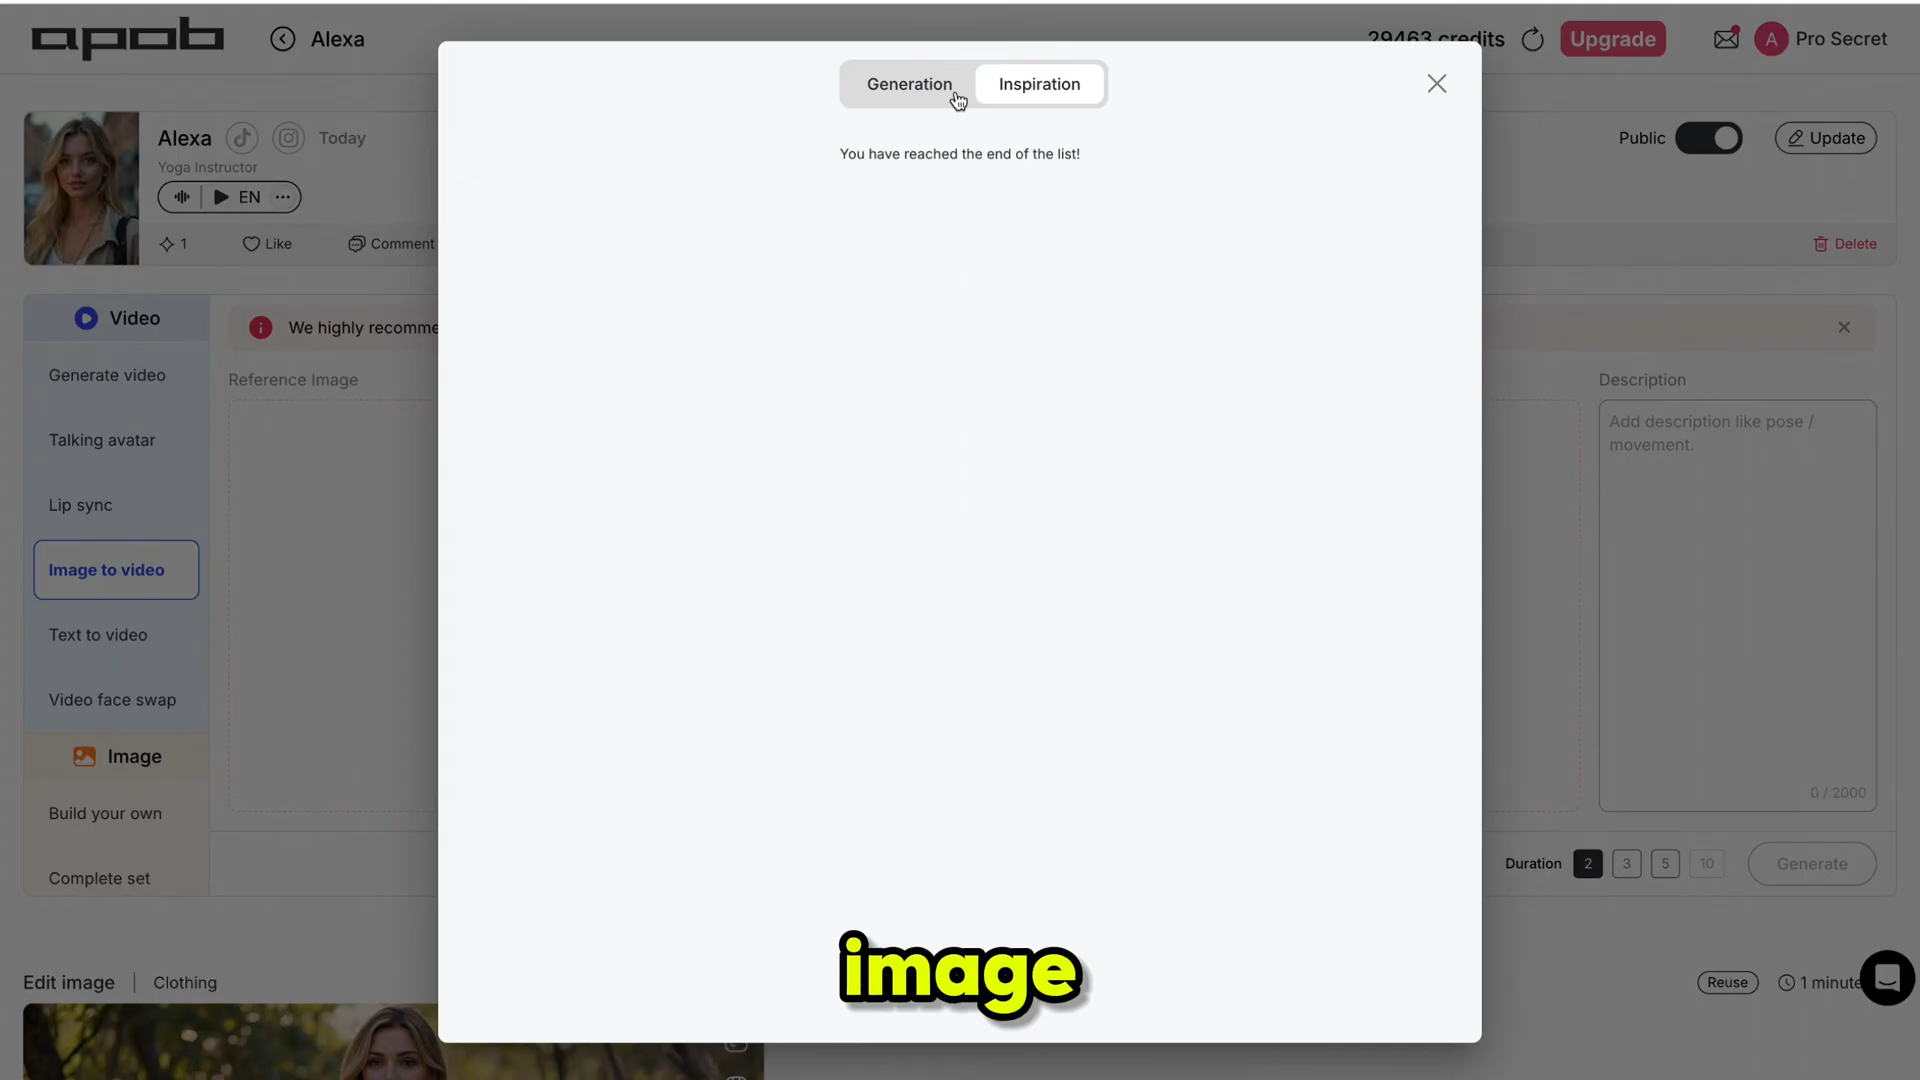 apob
Alexa
29463 credits
Upgrade
A
Pro Secret
Generation
Inspiration
You have reached the end of the list!
Alexa
Today
Yoga Instructor
EN
1
Like
Comment
Public
Update
Delete
Video
We highly recomme
Generate video
Talking avatar
Lip sync
Image to video
Text to video
Video face swap
Image
Build your own
Complete set
Reference Image
Description
Add description like pose /
movement.
0 / 2000
Duration
2
3
5
10
Generate
image
Edit image
Clothing
Reuse
1 minute